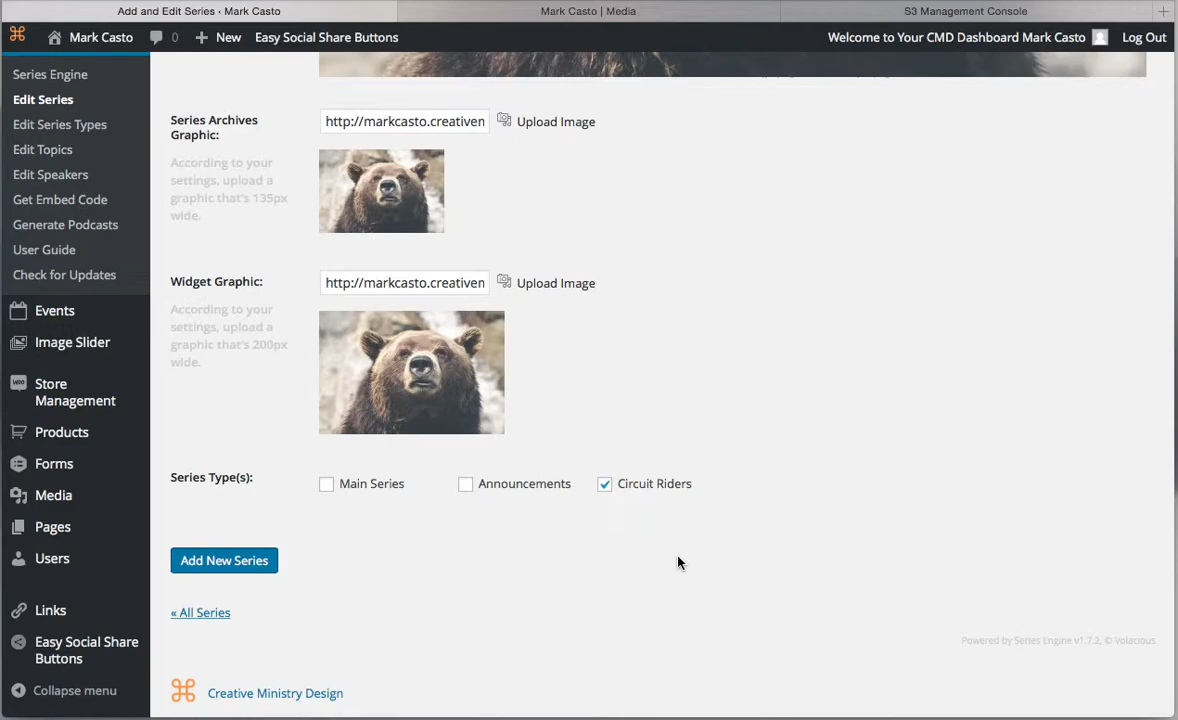 Add and Edit Series ‹ Mark Casto
Mark Casto | Media
S3 Management Console
Mark Casto
0
New
Easy Social Share Buttons
Welcome to Your CMD Dashboard Mark Casto
Log Out
Series Engine
Edit Series
Edit Series Types
Edit Topics
Edit Speakers
Get Embed Code
Generate Podcasts
User Guide
Check for Updates
Events
Image Slider
Store
Management
Products
Forms
Media
Pages
Users
Links
Easy Social Share
Buttons
Collapse menu
Series Archives
Graphic:
According to your
settings, upload a
graphic that's 135px
wide.
http://markcasto.creativen
Upload Image
Widget Graphic:
According to your
settings, upload a
graphic that's 200px
wide.
http://markcasto.creativen
Upload Image
Series Type(s):
Main Series
Announcements
Circuit Riders
Add New Series
« All Series
Powered by Series Engine v1.7.2, © Volacious
Creative Ministry Design